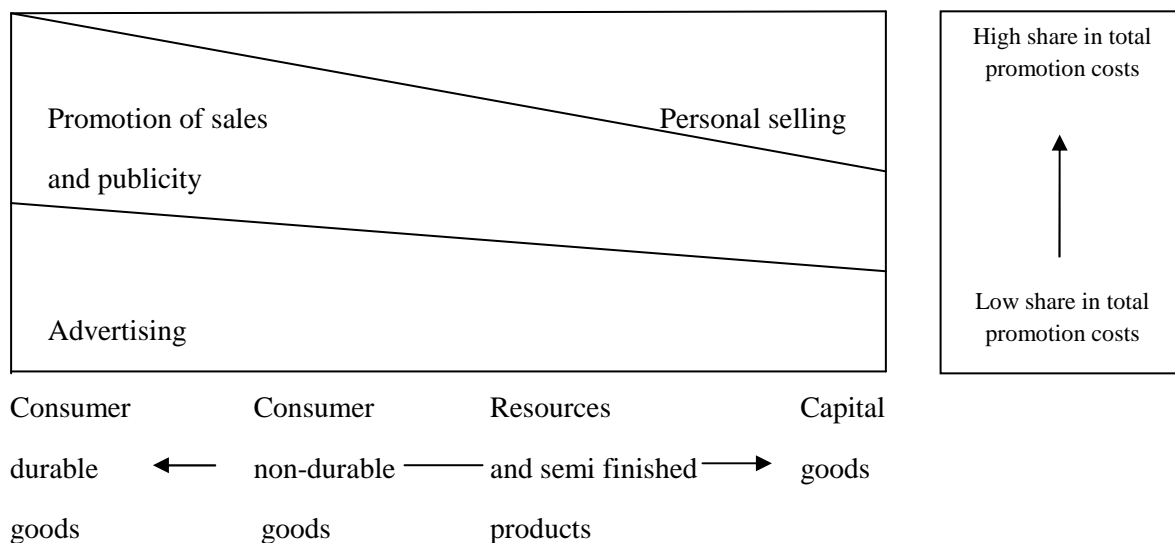 High share in total
promotion costs
Promotion of sales
and publicity
Personal selling
Low share in total
promotion costs
Advertising
Consumer
durable
goods
Consumer
non-durable
goods
Resources
and semi finished
products
Capital
goods